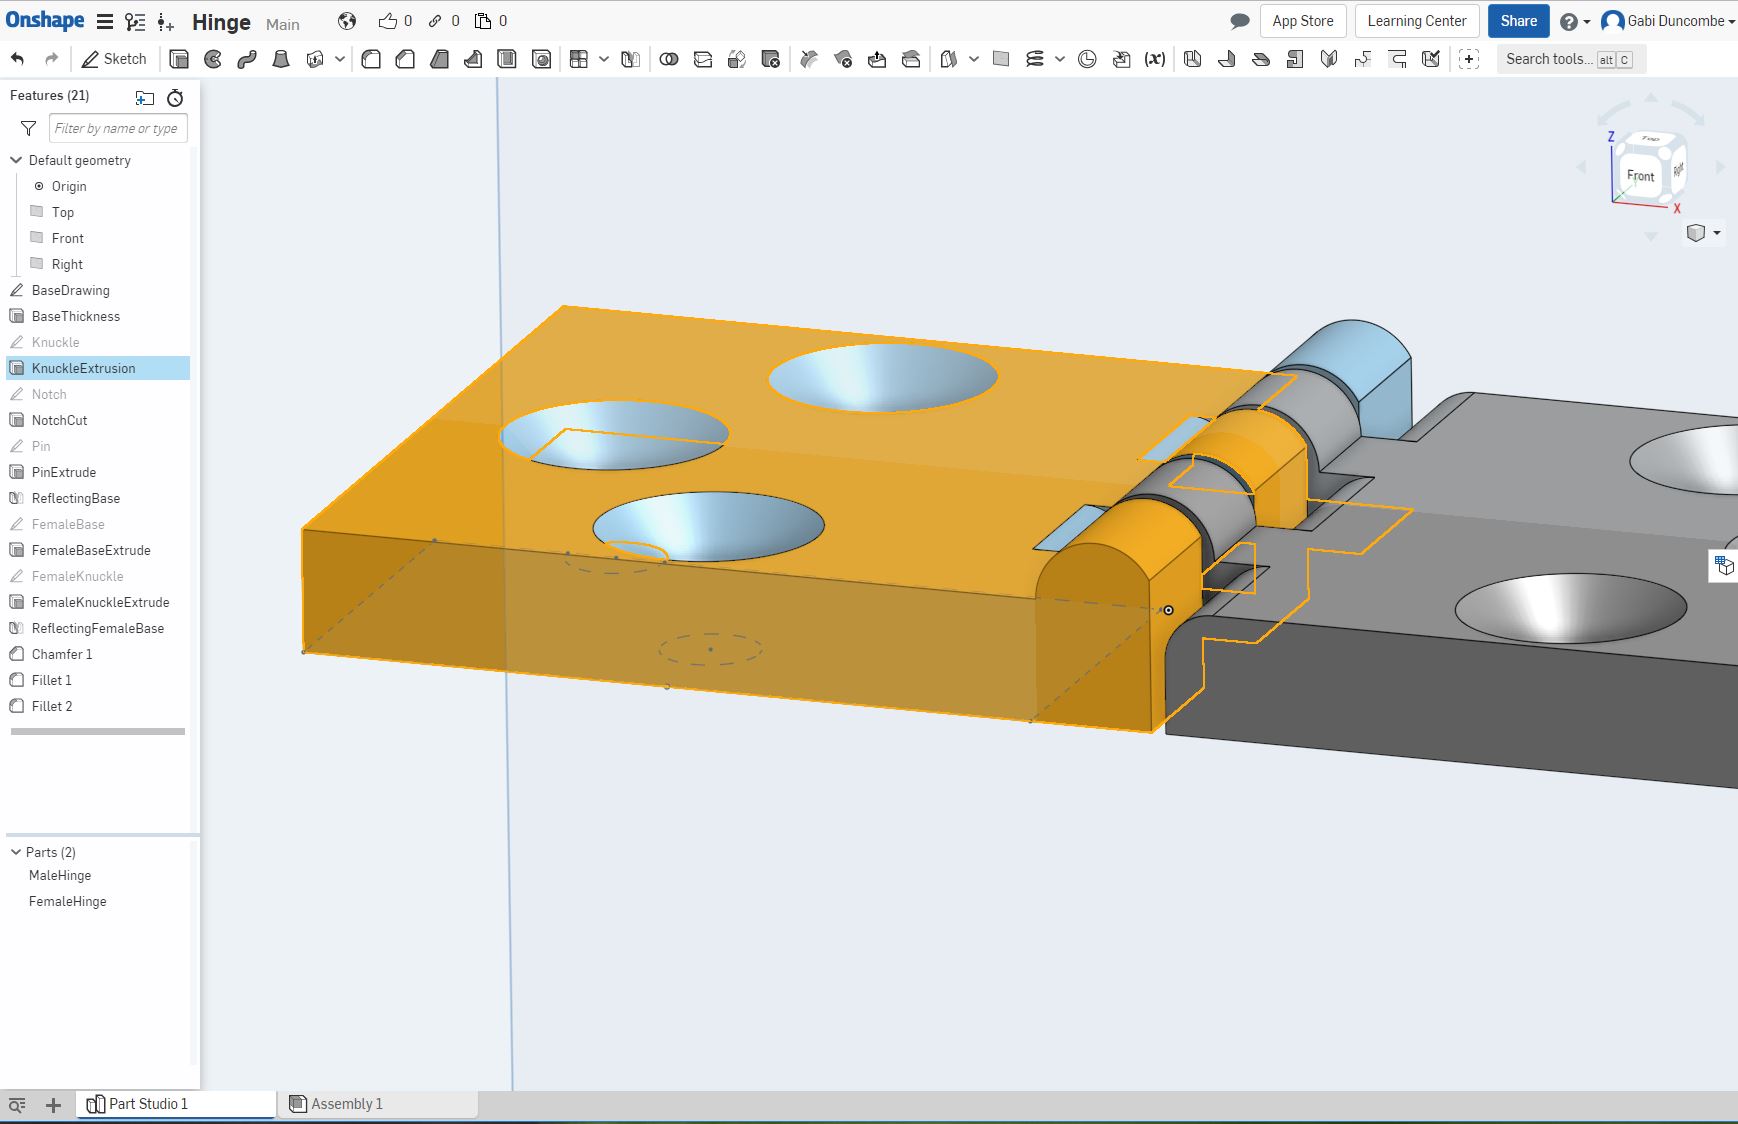 Onshape Hinge Main 0 0 0 App Store Learning Center Share Gabi Duncombe
Sketch (x) Search tools... alt C
Features (21)
Filter by name or type
Default geometry
Origin
Top
Front
Right
BaseDrawing
BaseThickness
Knuckle
KnuckleExtrusion
Notch
NotchCut
Pin
PinExtrude
ReflectingBase
FemaleBase
FemaleBaseExtrude
FemaleKnuckle
FemaleKnuckleExtrude
ReflectingFemaleBase
Chamfer 1
Fillet 1
Fillet 2
Parts (2)
MaleHinge
FemaleHinge
Z
Top
Front
Right
X
Part Studio 1
Assembly 1